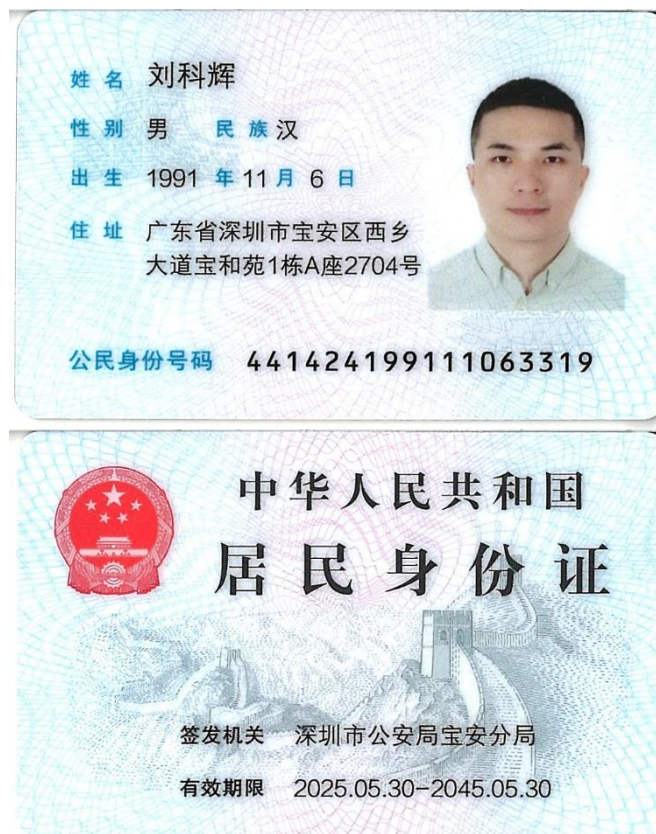 姓名 刘科辉
性别 男 民族 汉
出生 1991 年 11 月 6 日
住址 广东省深圳市宝安区西乡
大道宝和苑1栋A座2704号
公民身份号码 441424199111063319
中华人民共和国
居民身份证
签发机关 深圳市公安局宝安分局
有效期限 2025.05.30-2045.05.30